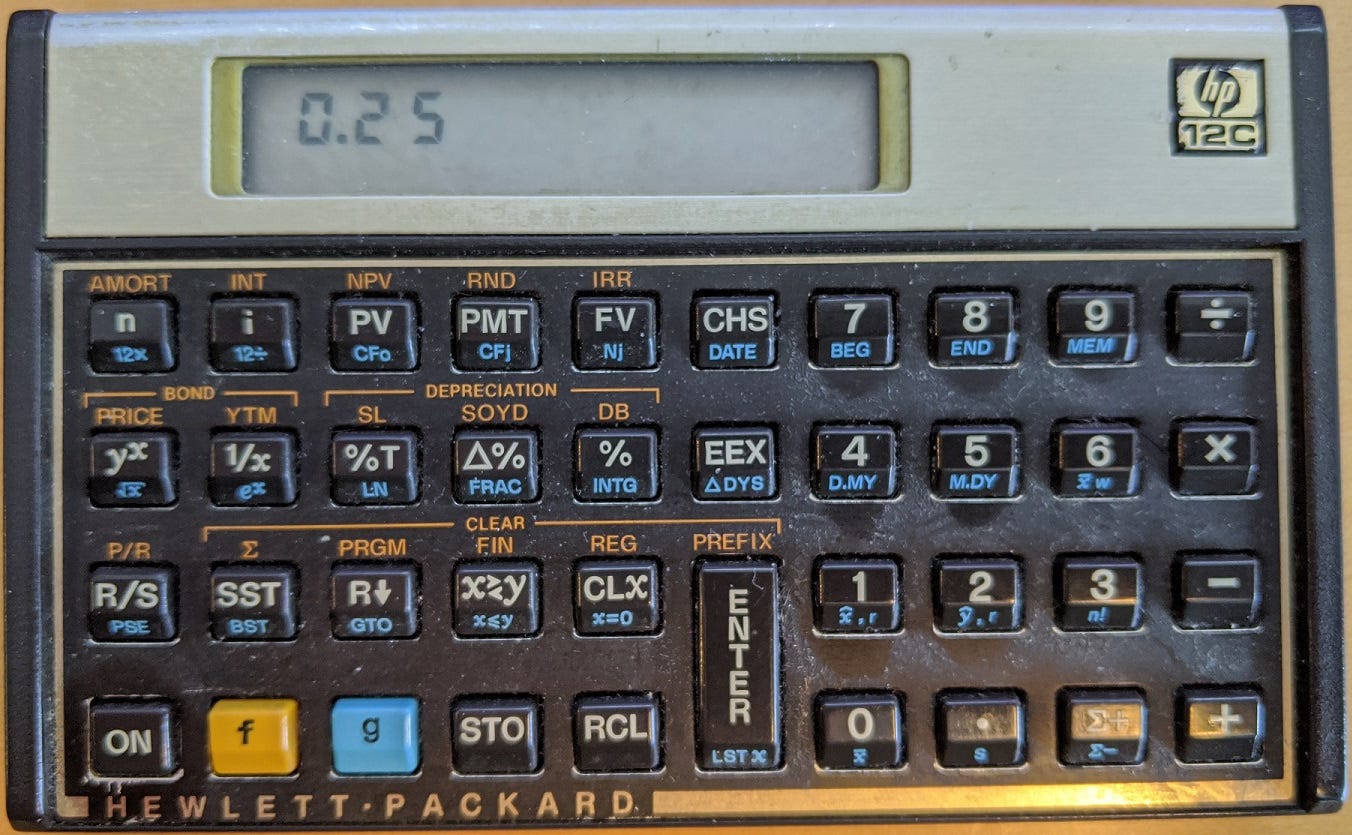 0.25
hp
12C
AMORT INT NPV RND IRR
n i PV PMT FV CHS 7 8 9 ÷
12x 12÷ CFo CFj Nj DATE BEG END MEM
BOND DEPRECIATION
PRICE YTM SL SOYD DB
yˣ 1/x %T Δ% % EEX 4 5 6 ×
√x eˣ LN FRAC INTG ΔDYS D.MY M.DY x̄w
CLEAR
P/R Σ PRGM FIN REG PREFIX
R/S SST R↓ x≷y CLx ENTER 1 2 3 −
PSE BST GTO x≤y x=0 x̂,r ŷ,r n!
ON f g STO RCL 0 · Σ+ +
LST x x̄ s Σ−
HEWLETT·PACKARD